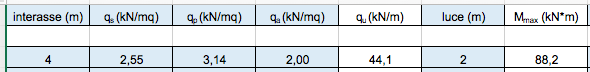 interasse (m) qs (kN/mq) qp (kN/mq) qa (kN/mq) qu (kN/m) luce (m) Mmax (kN*m)
4 2,55 3,14 2,00 44,1 2 88,2